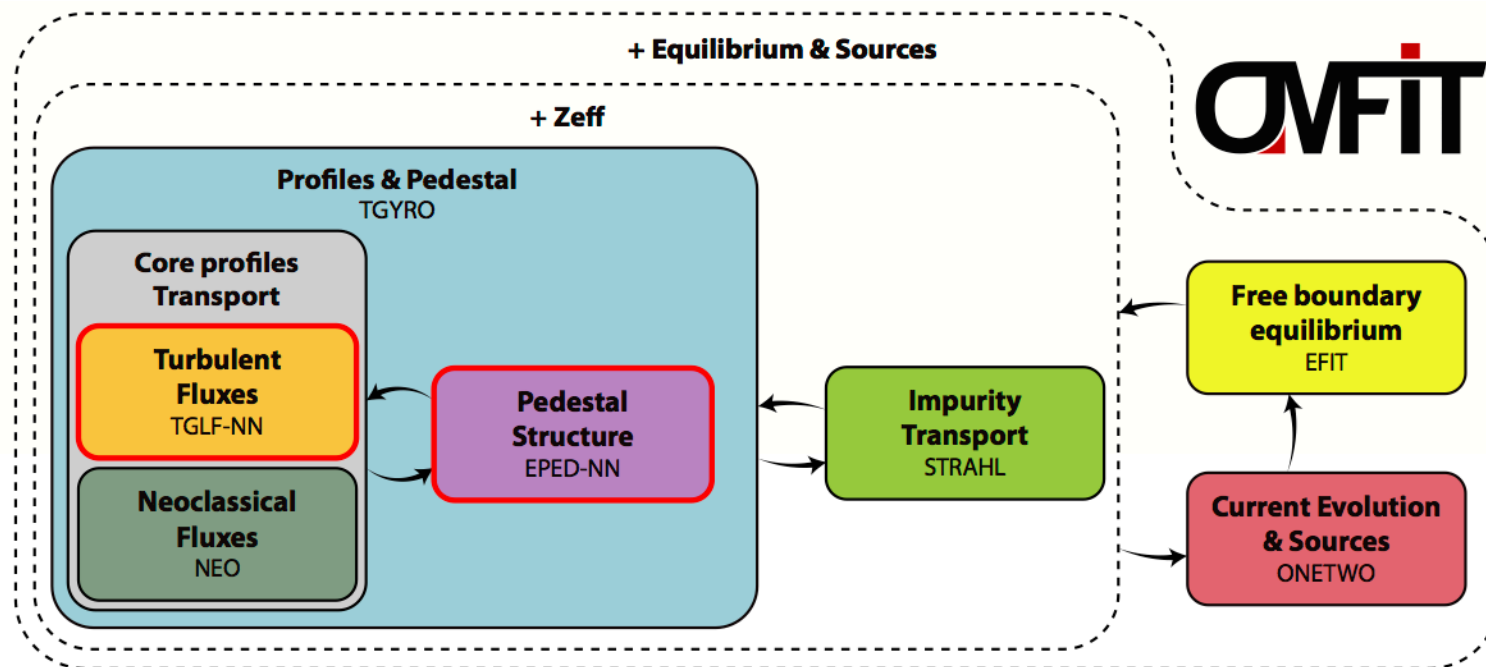 + Equilibrium & Sources
OMFiT
+ Zeff
Profiles & Pedestal
TGYRO
Core profiles
Transport
Turbulent
Fluxes
TGLF-NN
Neoclassical
Fluxes
NEO
Pedestal
Structure
EPED-NN
Impurity
Transport
STRAHL
Free boundary
equilibrium
EFIT
Current Evolution
& Sources
ONETWO